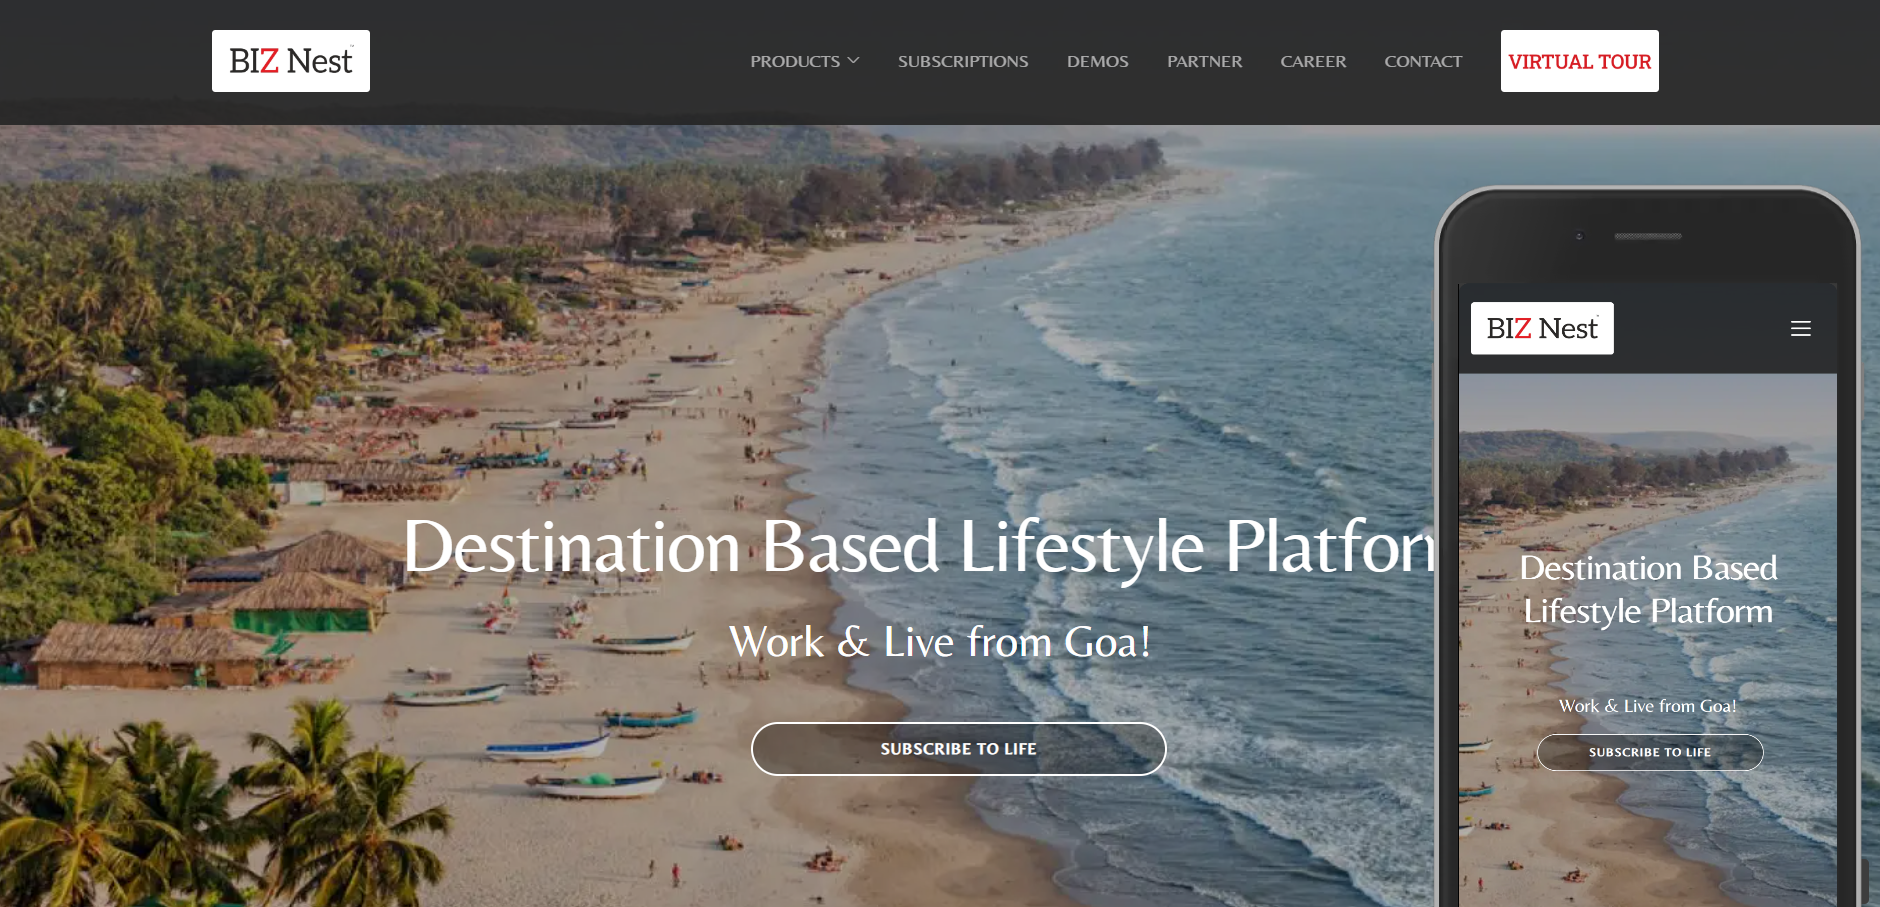 BIZ Nest
PRODUCTS SUBSCRIPTIONS DEMOS PARTNER CAREER CONTACT VIRTUAL TOUR
Destination Based Lifestyle Platfor
Work & Live from Goa!
SUBSCRIBE TO LIFE
BIZ Nest
Destination Based
Lifestyle Platform
Work & Live from Goa!
SUBSCRIBE TO LIFE